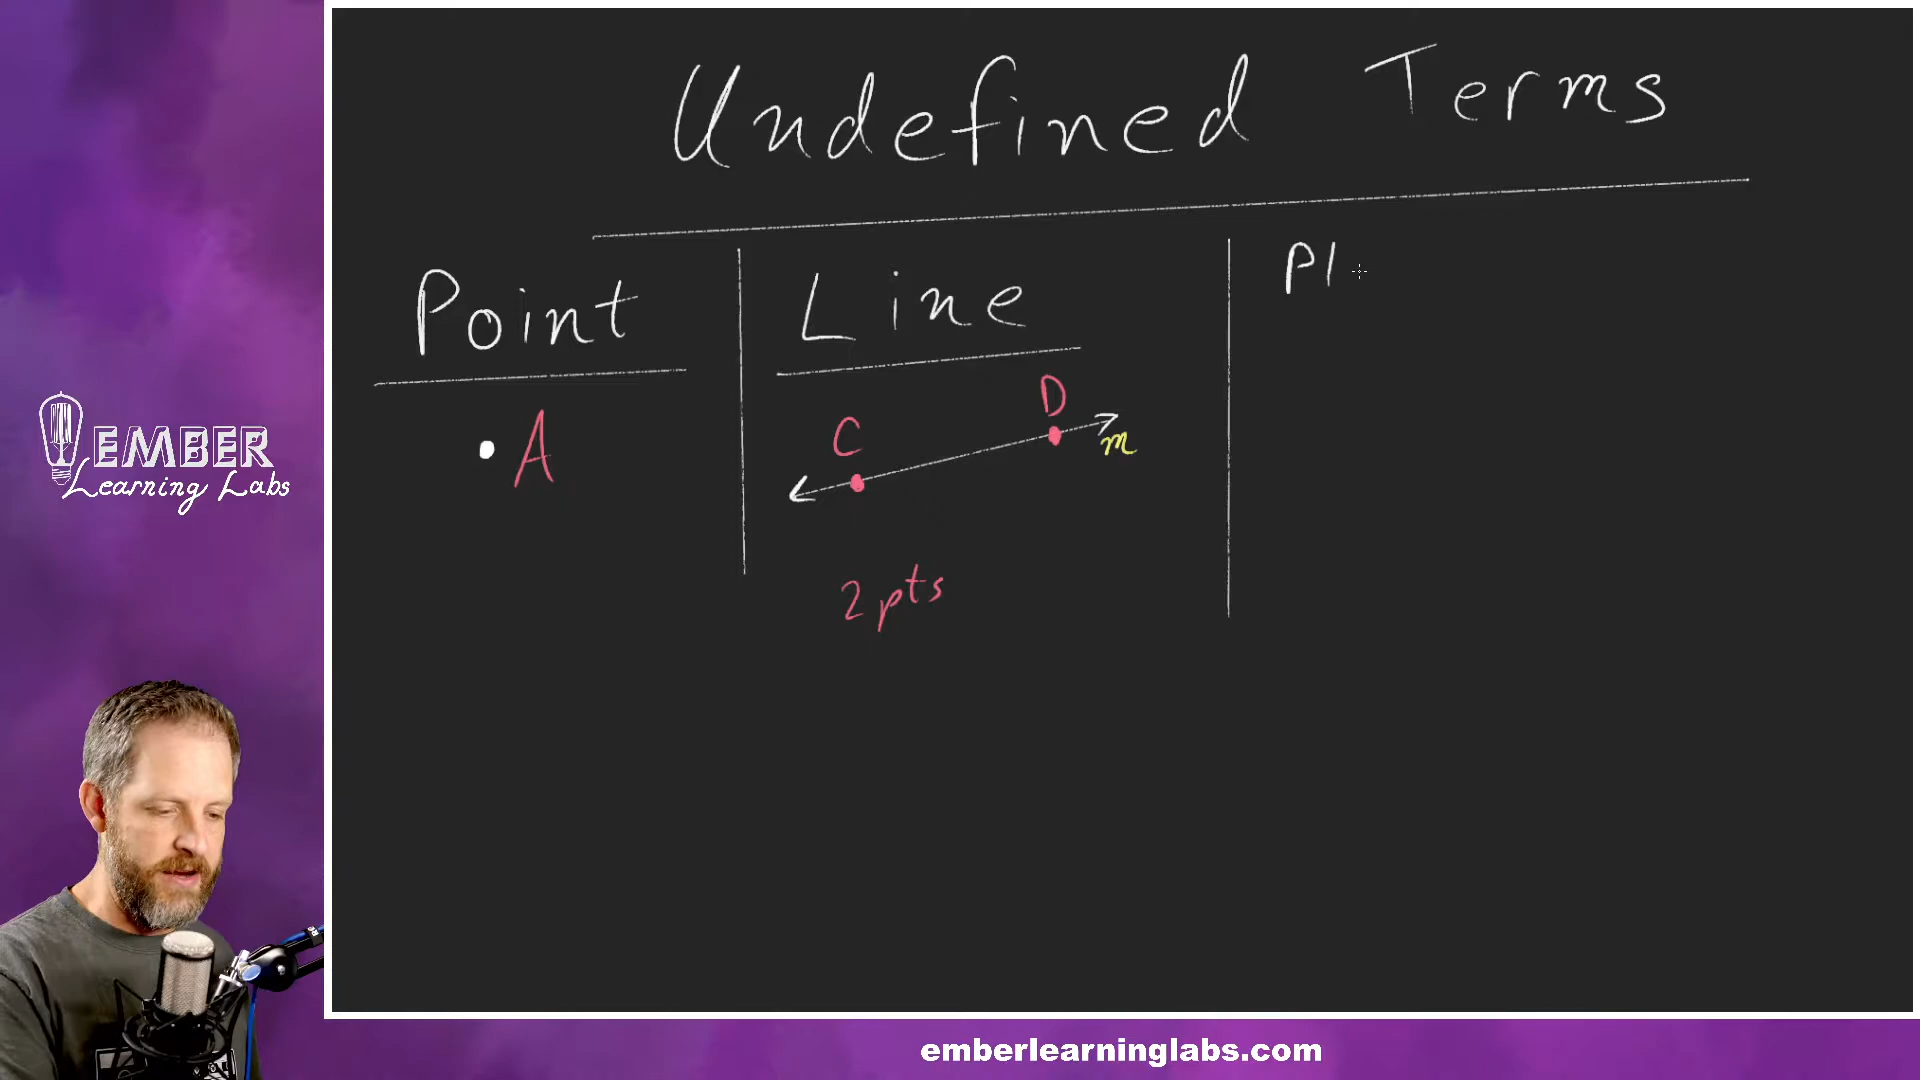 Undefined Terms
Point
Line
Pl
A
C
D
m
2 pts
EMBER
Learning Labs
emberlearninglabs.com